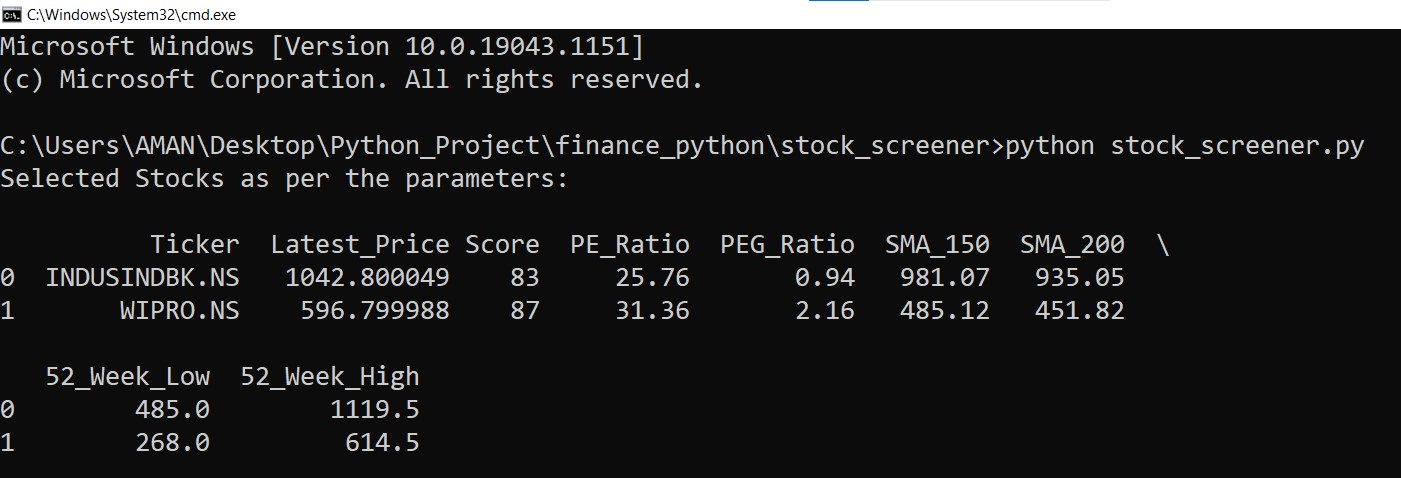 C:\Windows\System32\cmd.exe
Microsoft Windows [Version 10.0.19043.1151]
(c) Microsoft Corporation. All rights reserved.
C:\Users\AMAN\Desktop\Python_Project\finance_python\stock_screener>python stock_screener.py
Selected Stocks as per the parameters:
Ticker Latest_Price Score PE_Ratio PEG_Ratio SMA_150 SMA_200 \
0 INDUSINDBK.NS 1042.800049 83 25.76 0.94 981.07 935.05
1 WIPRO.NS 596.799988 87 31.36 2.16 485.12 451.82
52_Week_Low 52_Week_High
0 485.0 1119.5
1 268.0 614.5